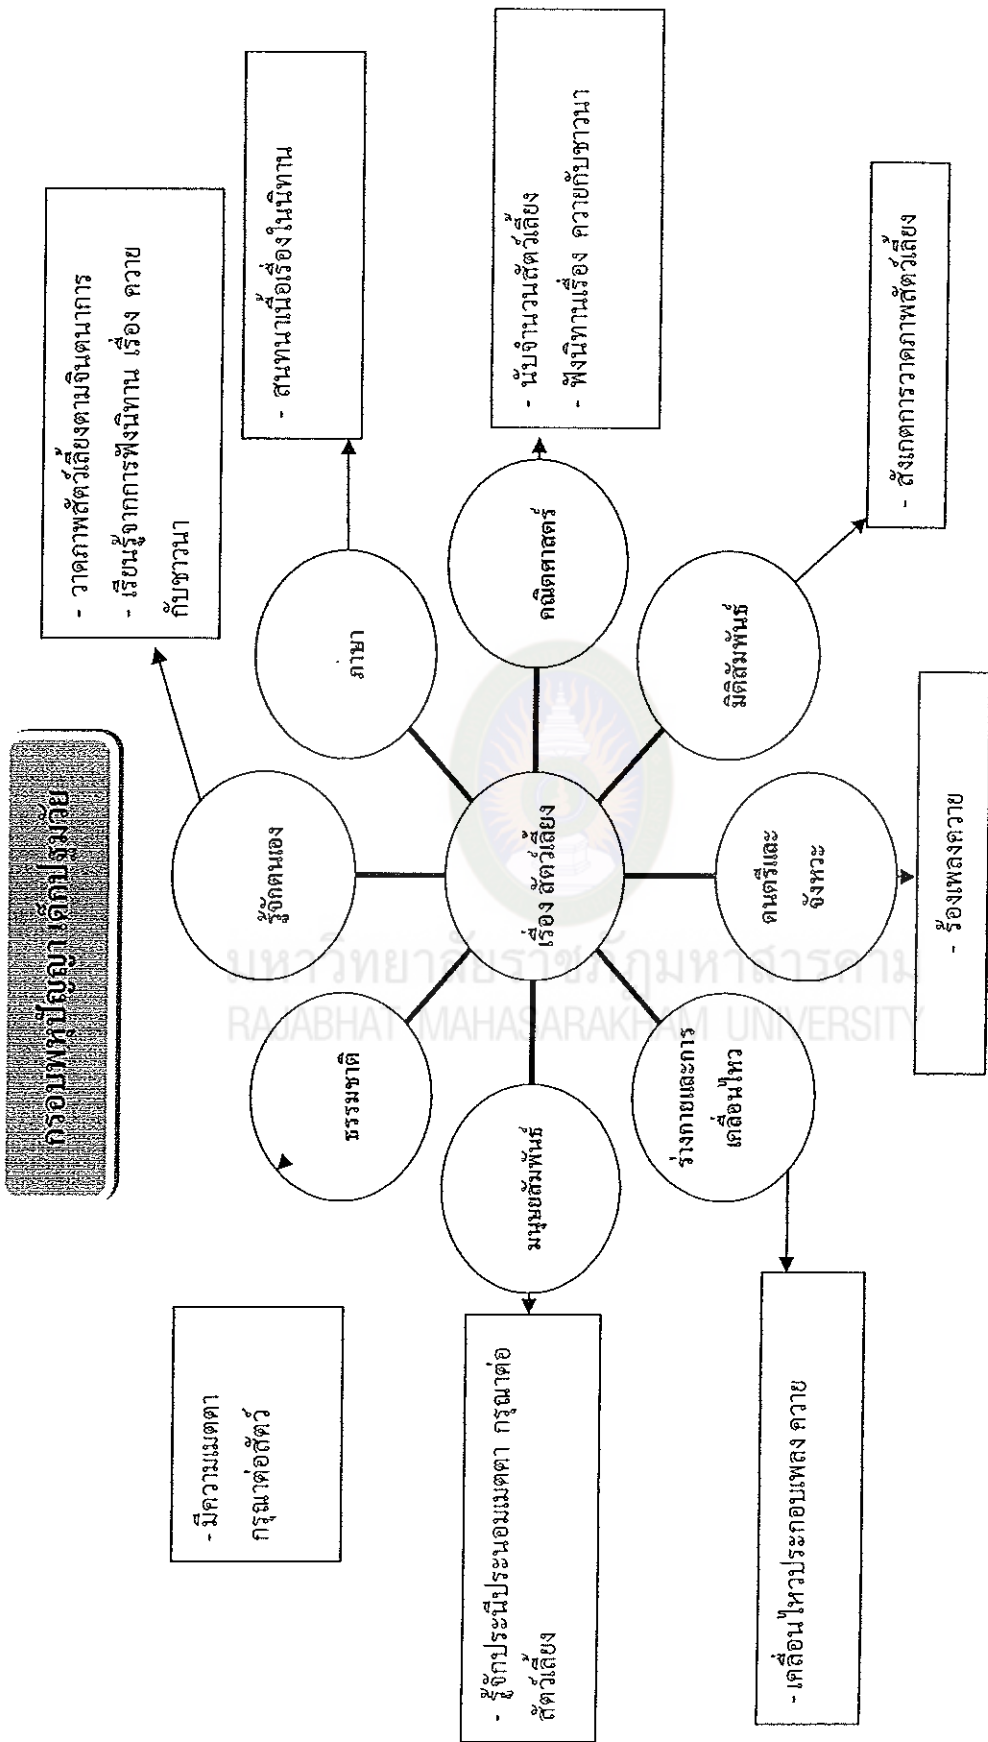 กรอบพหุปัญญาเด็กปฐมวัย
- วาดภาพสัตว์เลี้ยงตามจินตนาการ
- เรียนรู้จากการฟังนิทาน เรื่อง ควาย
กับชาวนา
รู้จักตนเอง
- สนทนาเนื้อเรื่องในนิทาน
ภาษา
- นับจำนวนสัตว์เลี้ยง
- ฟังนิทานเรื่อง ควายกับชาวนา
คณิตศาสตร์
- สังเกตการวาดภาพสัตว์เลี้ยง
มิติสัมพันธ์
- ร้องเพลงควาย
ดนตรีและ
จังหวะ
- เคลื่อนไหวประกอบเพลง ควาย
ร่างกายและการ
เคลื่อนไหว
- รู้จักประนีประนอมเมตตา กรุณาต่อ
สัตว์เลี้ยง
มนุษยสัมพันธ์
- มีความเมตตา
กรุณาต่อสัตว์
ธรรมชาติ
เรื่อง สัตว์เลี้ยง
มหาวิทยาลัยราชภัฏมหาสารคาม
RAJABHAT MAHASARAKHAM UNIVERSITY